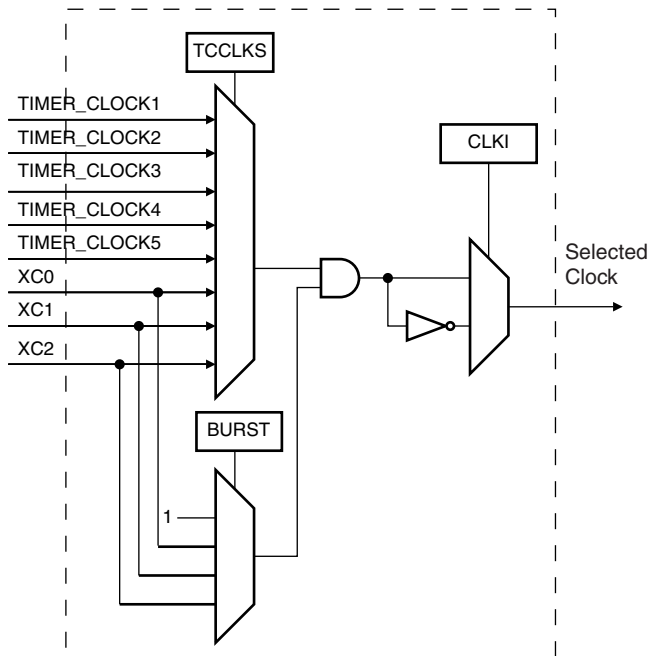 TCCLKS
TIMER_CLOCK1
TIMER_CLOCK2
TIMER_CLOCK3
TIMER_CLOCK4
TIMER_CLOCK5
XC0
XC1
XC2
CLKI
Selected
Clock
BURST
1